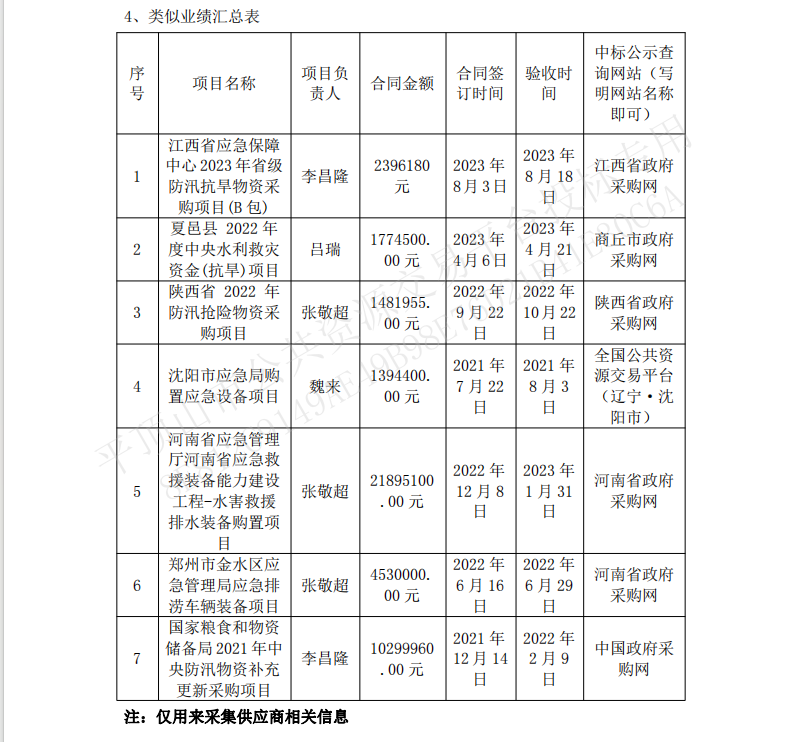 4、类似业绩汇总表
序号 项目名称 项目负责人 合同金额 合同签订时间 验收时间 中标公示查询网站（写明网站名称即可）
1 江西省应急保障中心2023年省级防汛抗旱物资采购项目(B包) 李昌隆 2396180元 2023年8月3日 2023年8月18日 江西省政府采购网
2 夏邑县2022年度中央水利救灾资金(抗旱)项目 吕瑞 1774500.00元 2023年4月6日 2023年4月21日 商丘市政府采购网
3 陕西省2022年防汛抢险物资采购项目 张敬超 1481955.00元 2022年9月22日 2022年10月22日 陕西省政府采购网
4 沈阳市应急局购置应急设备项目 魏来 1394400.00元 2021年7月22日 2021年8月3日 全国公共资源交易平台（辽宁·沈阳市）
5 河南省应急管理厅河南省应急救援装备能力建设工程-水害救援排水装备购置项目 张敬超 21895100.00元 2022年12月8日 2023年1月31日 河南省政府采购网
6 郑州市金水区应急管理局应急排涝车辆装备项目 张敬超 4530000.00元 2022年6月16日 2022年6月29日 河南省政府采购网
7 国家粮食和物资储备局2021年中央防汛物资补充更新采购项目 李昌隆 10299960.00元 2021年12月14日 2022年2月9日 中国政府采购网
注：仅用来采集供应商相关信息
平顶山市公共资源交易平台投标专用